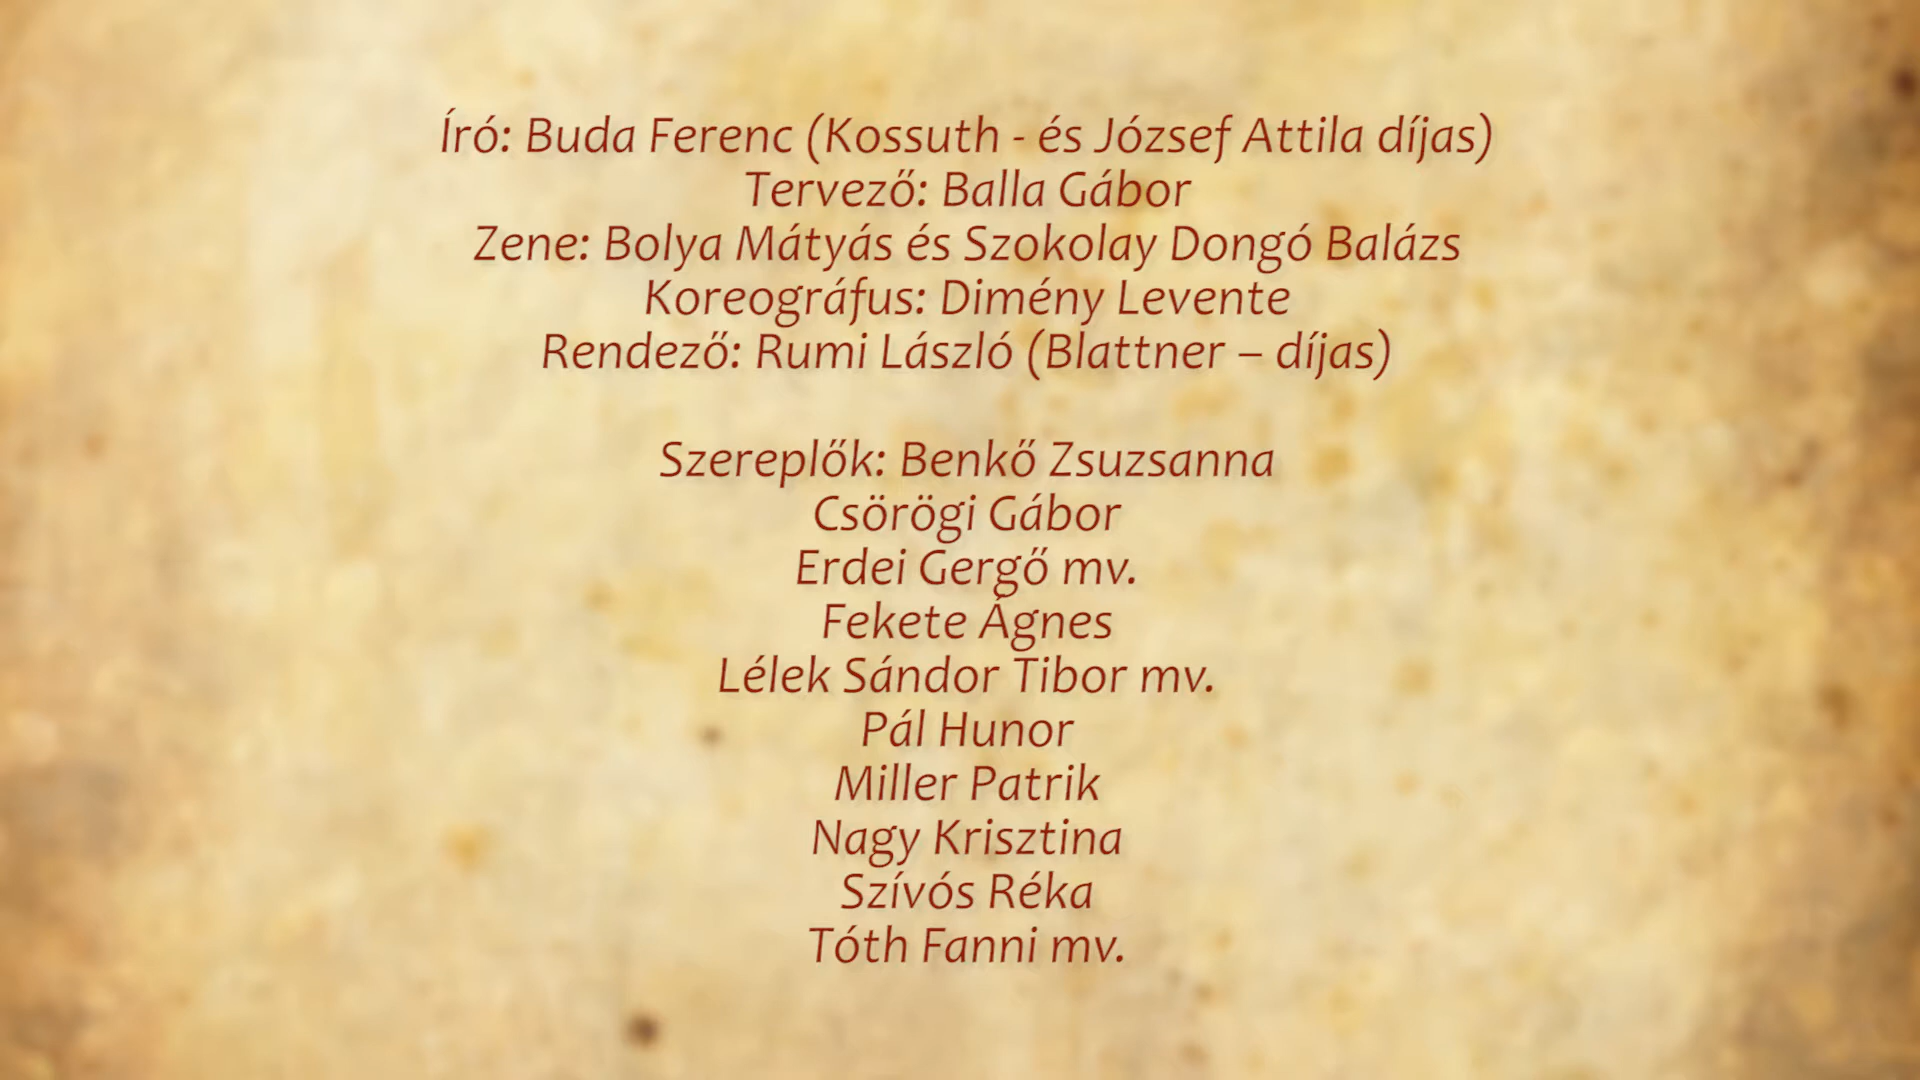 Író: Buda Ferenc (Kossuth - és József Attila díjas)
Tervező: Balla Gábor
Zene: Bolya Mátyás és Szokolay Dongó Balázs
Koreográfus: Dimény Levente
Rendező: Rumi László (Blattner – díjas)
Szereplők: Benkő Zsuzsanna
Csörögi Gábor
Erdei Gergő mv.
Fekete Ágnes
Lélek Sándor Tibor mv.
Pál Hunor
Miller Patrik
Nagy Krisztina
Szívós Réka
Tóth Fanni mv.